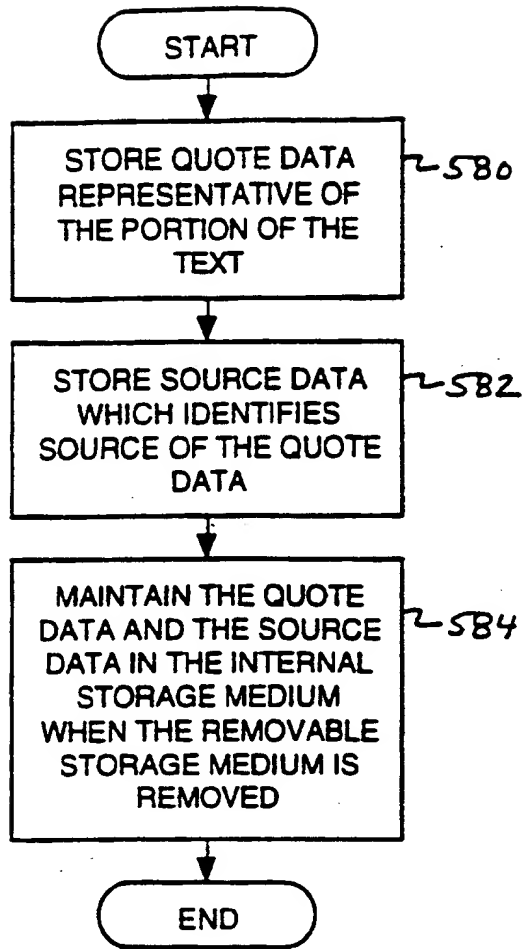 START
STORE QUOTE DATA
REPRESENTATIVE OF
THE PORTION OF THE
TEXT
580
STORE SOURCE DATA
WHICH IDENTIFIES
SOURCE OF THE QUOTE
DATA
582
MAINTAIN THE QUOTE
DATA AND THE SOURCE
DATA IN THE INTERNAL
STORAGE MEDIUM
WHEN THE REMOVABLE
STORAGE MEDIUM IS
REMOVED
584
END